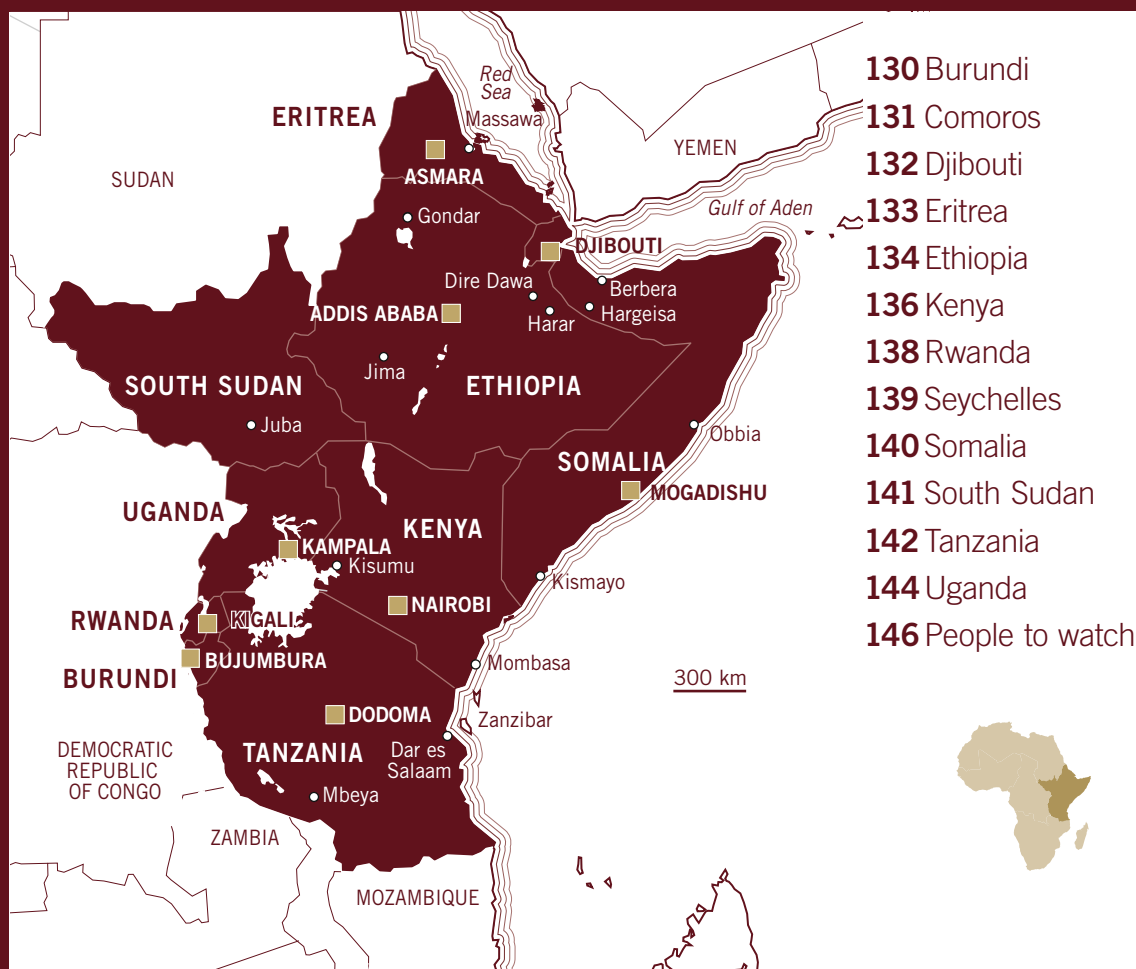 Red
Sea
Massawa
ERITREA
YEMEN
SUDAN
ASMARA
Gulf of Aden
Gondar
DJIBOUTI
Dire Dawa
Berbera
ADDIS ABABA
Hargeisa
Harar
Jima
SOUTH SUDAN
ETHIOPIA
Juba
Obbia
SOMALIA
MOGADISHU
UGANDA
KENYA
KAMPALA
Kisumu
Kismayo
NAIROBI
RWANDA
KIGALI
BUJUMBURA
Mombasa
BURUNDI
300 km
DODOMA
Zanzibar
DEMOCRATIC
REPUBLIC
OF CONGO
TANZANIA
Dar es
Salaam
Mbeya
ZAMBIA
MOZAMBIQUE
130 Burundi
131 Comoros
132 Djibouti
133 Eritrea
134 Ethiopia
136 Kenya
138 Rwanda
139 Seychelles
140 Somalia
141 South Sudan
142 Tanzania
144 Uganda
146 People to watch